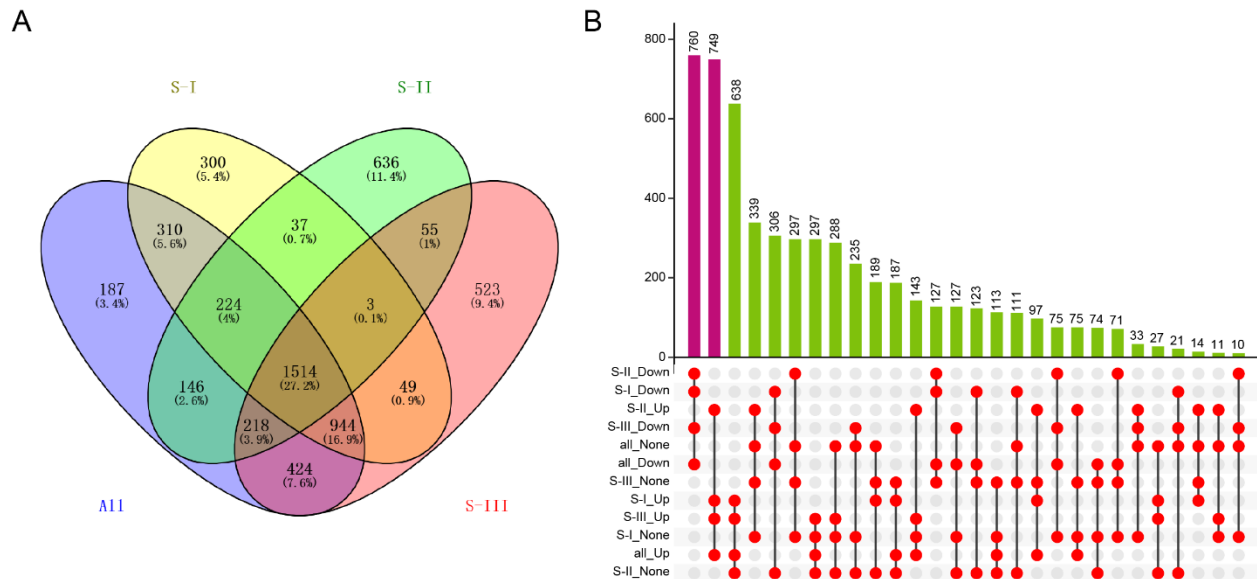 A
B
S-I
S-II
All
S-III
300
(5.4%)
636
(11.4%)
310
(5.6%)
37
(0.7%)
55
(1%)
187
(3.4%)
224
(4%)
3
(0.1%)
523
(9.4%)
146
(2.6%)
1514
(27.2%)
49
(0.9%)
218
(3.9%)
944
(16.9%)
424
(7.6%)
800
600
400
200
0
760 749 638 339 306 297 297 288 235 189 187 143 127 127 123 113 111 97 75 75 74 71 33 27 21 14 11 10
S-II_Down
S-I_Down
S-II_Up
S-III_Down
all_None
all_Down
S-III_None
S-I_Up
S-III_Up
S-I_None
all_Up
S-II_None